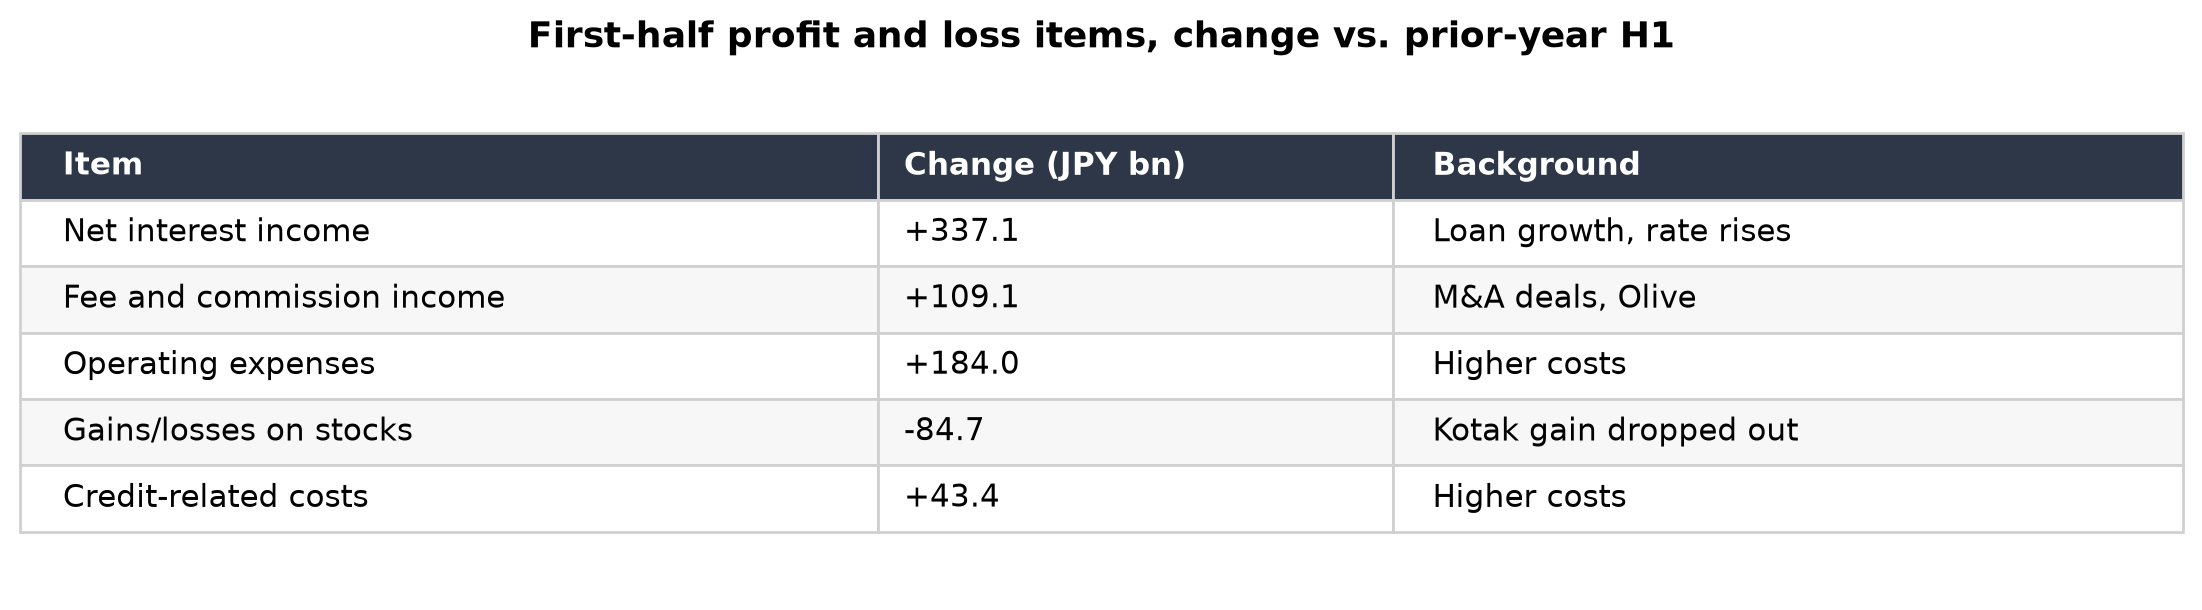 First-half profit and loss items, change vs. prior-year H1
Item Change (JPY bn) Background
Net interest income +337.1 Loan growth, rate rises
Fee and commission income +109.1 M&A deals, Olive
Operating expenses +184.0 Higher costs
Gains/losses on stocks -84.7 Kotak gain dropped out
Credit-related costs +43.4 Higher costs